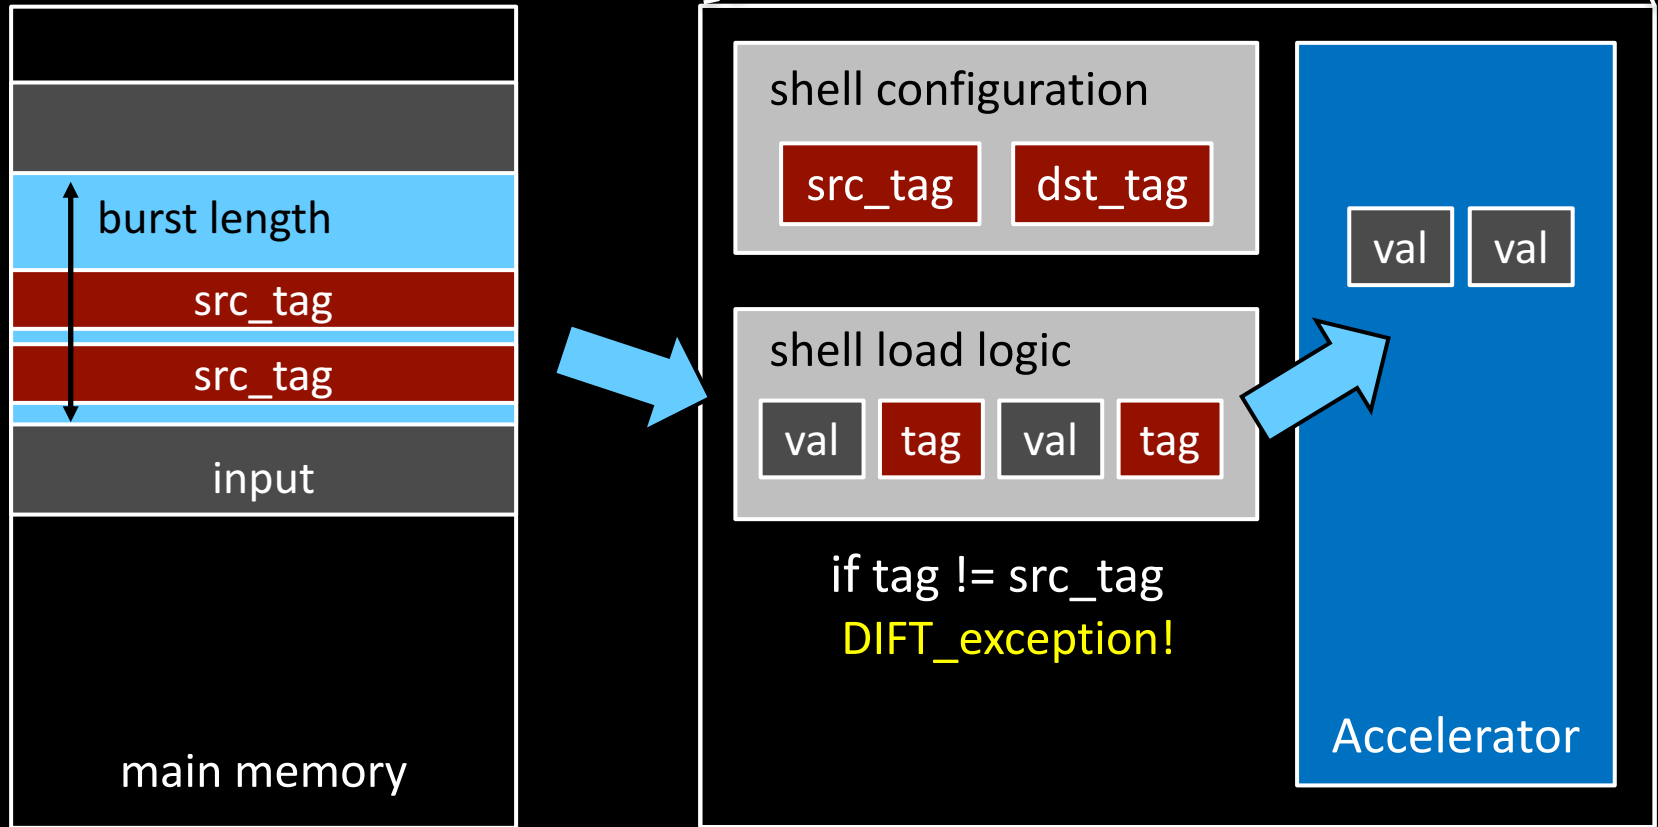 burst length
src_tag
src_tag
input
main memory
shell configuration
src_tag dst_tag
shell load logic
val tag val tag
if tag != src_tag
DIFT_exception!
val val
Accelerator